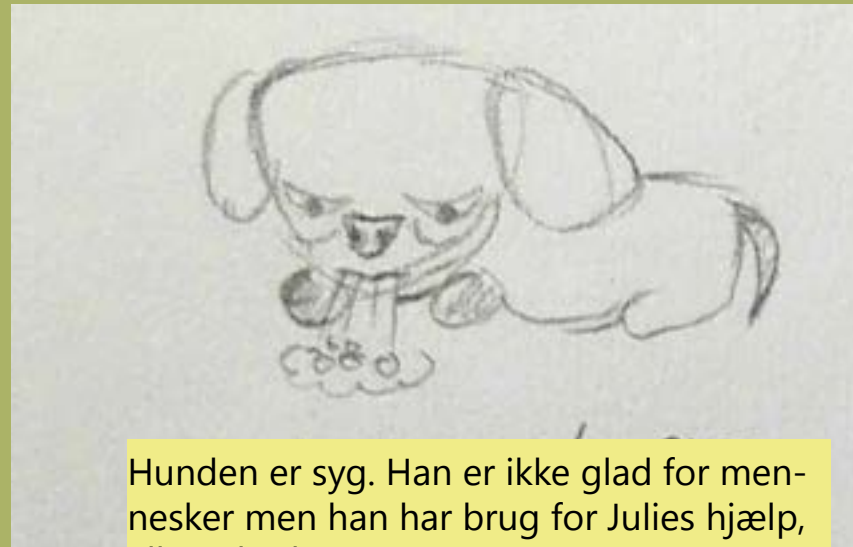 Hunden er syg. Han er ikke glad for men-
nesker men han har brug for Julies hjælp,